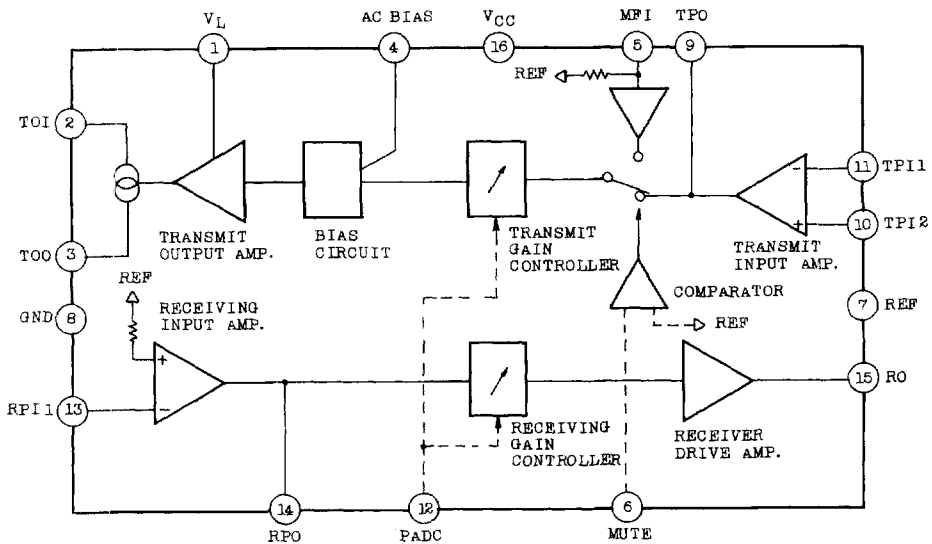 VL
AC BIAS
VCC
MFI
TPO
1
4
16
5
9
REF
TOI
2
11
TPI1
TRANSMIT
OUTPUT AMP.
BIAS
CIRCUIT
TRANSMIT
GAIN
CONTROLLER
10
TPI2
TRANSMIT
INPUT AMP.
TOO
3
REF
COMPARATOR
7
REF
GND
8
RECEIVING
INPUT AMP.
REF
RPI1
13
15
RO
RECEIVING
GAIN
CONTROLLER
RECEIVER
DRIVE AMP.
14
12
6
RPO
PADC
MUTE
- 
+
+
-